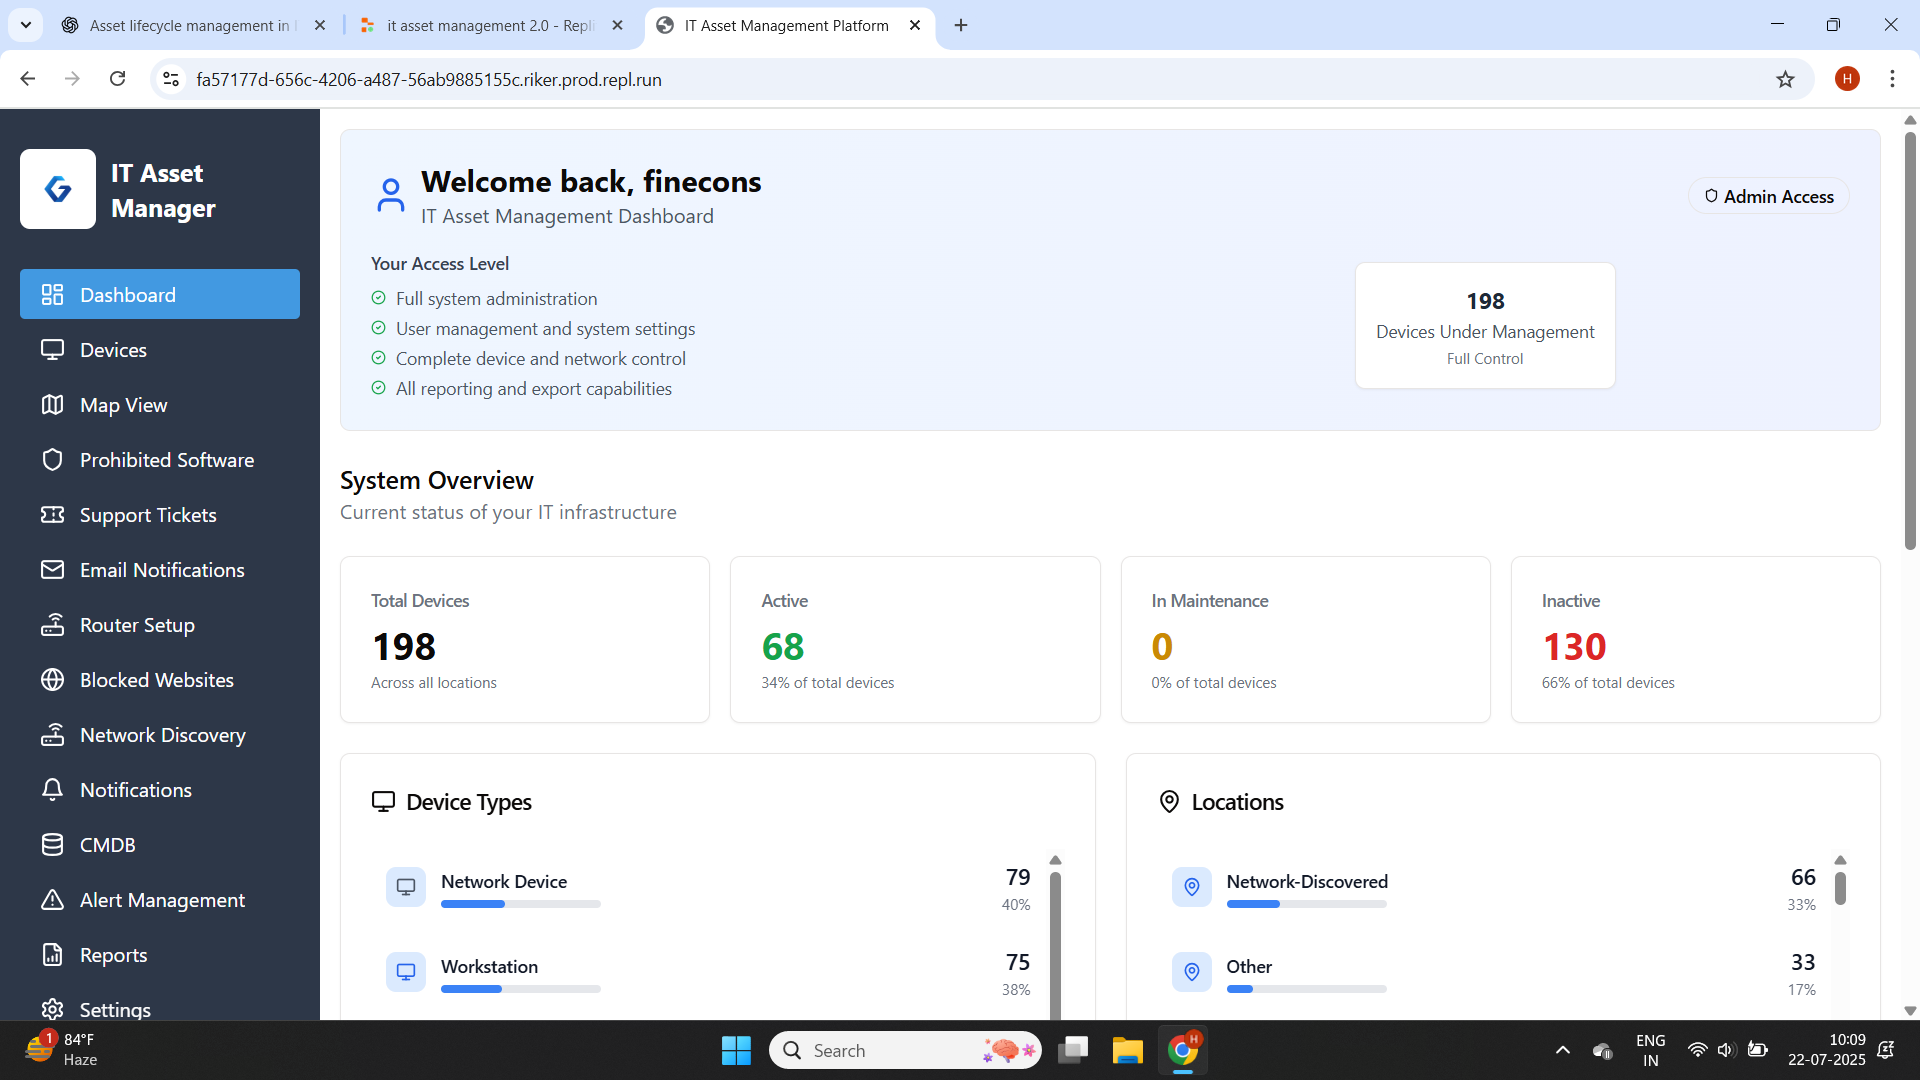 Asset lifecycle management in
it asset management 2.0 - Repli
IT Asset Management Platform
fa57177d-656c-4206-a487-56ab9885155c.riker.prod.repl.run
H
IT Asset
Manager
Dashboard
Devices
Map View
Prohibited Software
Support Tickets
Email Notifications
Router Setup
Blocked Websites
Network Discovery
Notifications
CMDB
Alert Management
Reports
Settings
Welcome back, finecons
IT Asset Management Dashboard
Admin Access
Your Access Level
Full system administration
User management and system settings
Complete device and network control
All reporting and export capabilities
198
Devices Under Management
Full Control
System Overview
Current status of your IT infrastructure
Total Devices
198
Across all locations
Active
68
34% of total devices
In Maintenance
0
0% of total devices
Inactive
130
66% of total devices
Device Types
Network Device
79
40%
Workstation
75
38%
Locations
Network-Discovered
66
33%
Other
33
17%
1
84°F
Haze
Search
H
ENG
IN
10:09
22-07-2025